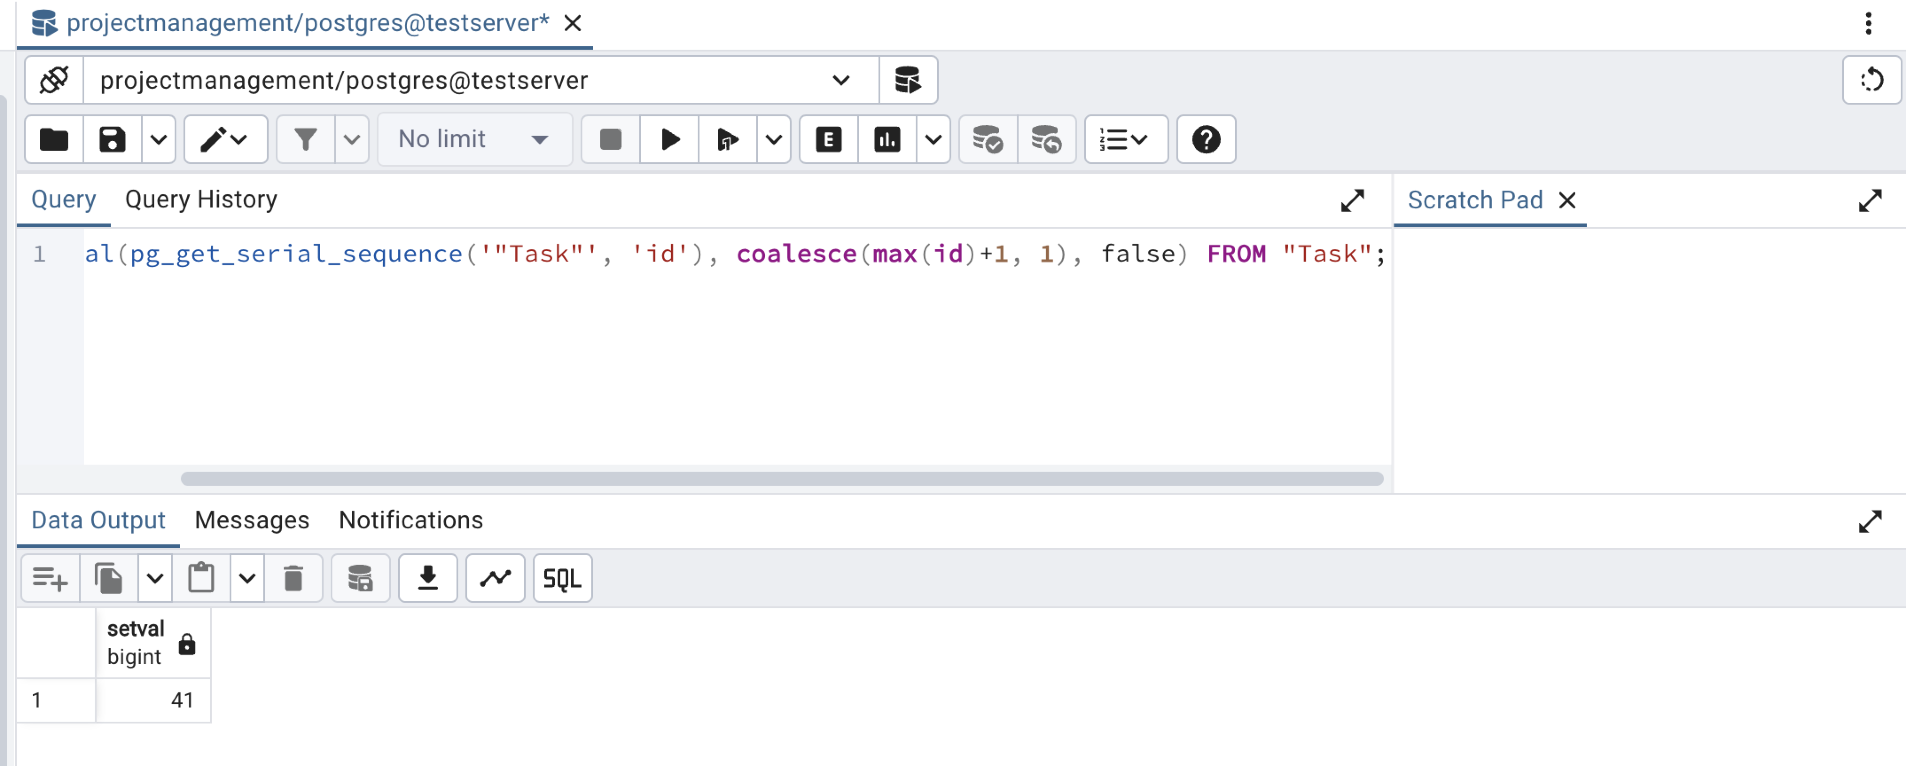 projectmanagement/postgres@testserver*
projectmanagement/postgres@testserver
No limit
E
Query Query History
Scratch Pad
1 al(pg_get_serial_sequence('"Task"', 'id'), coalesce(max(id)+1, 1), false) FROM "Task";
Data Output Messages Notifications
SQL
setval
bigint
1 41